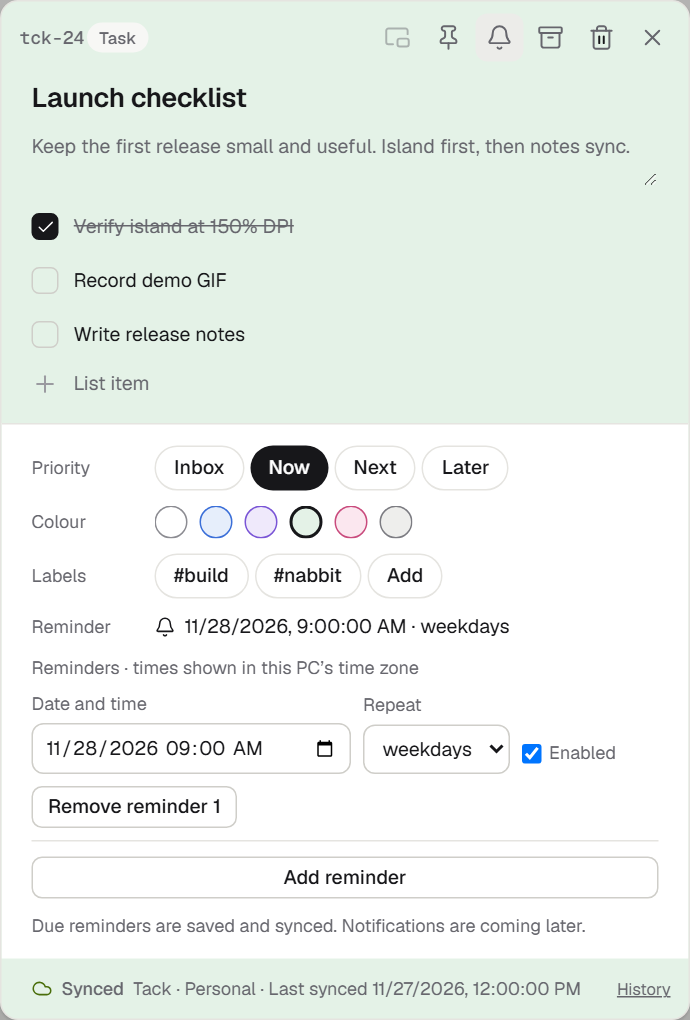 tck-24 Task
Launch checklist
Keep the first release small and useful. Island first, then notes sync.
Verify island at 150% DPI
Record demo GIF
Write release notes
List item
Priority Inbox Now Next Later
Colour
Labels #build #nabbit Add
Reminder 11/28/2026, 9:00:00 AM · weekdays
Reminders · times shown in this PC’s time zone
Date and time Repeat
11/28/2026 09:00 AM weekdays Enabled
Remove reminder 1
Add reminder
Due reminders are saved and synced. Notifications are coming later.
Synced Tack · Personal · Last synced 11/27/2026, 12:00:00 PM History